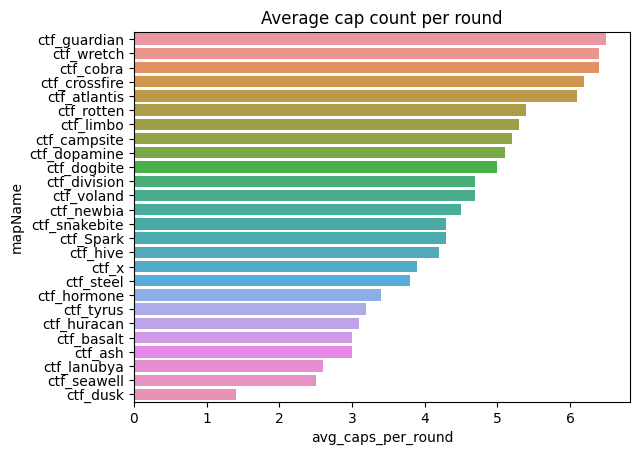 Average cap count per round
ctf_guardian
ctf_wretch
ctf_cobra
ctf_crossfire
ctf_atlantis
ctf_rotten
ctf_limbo
ctf_campsite
ctf_dopamine
ctf_dogbite
ctf_division
ctf_voland
ctf_newbia
ctf_snakebite
ctf_Spark
ctf_hive
ctf_x
ctf_steel
ctf_hormone
ctf_tyrus
ctf_huracan
ctf_basalt
ctf_ash
ctf_lanubya
ctf_seawell
ctf_dusk
mapName
0 1 2 3 4 5 6
avg_caps_per_round